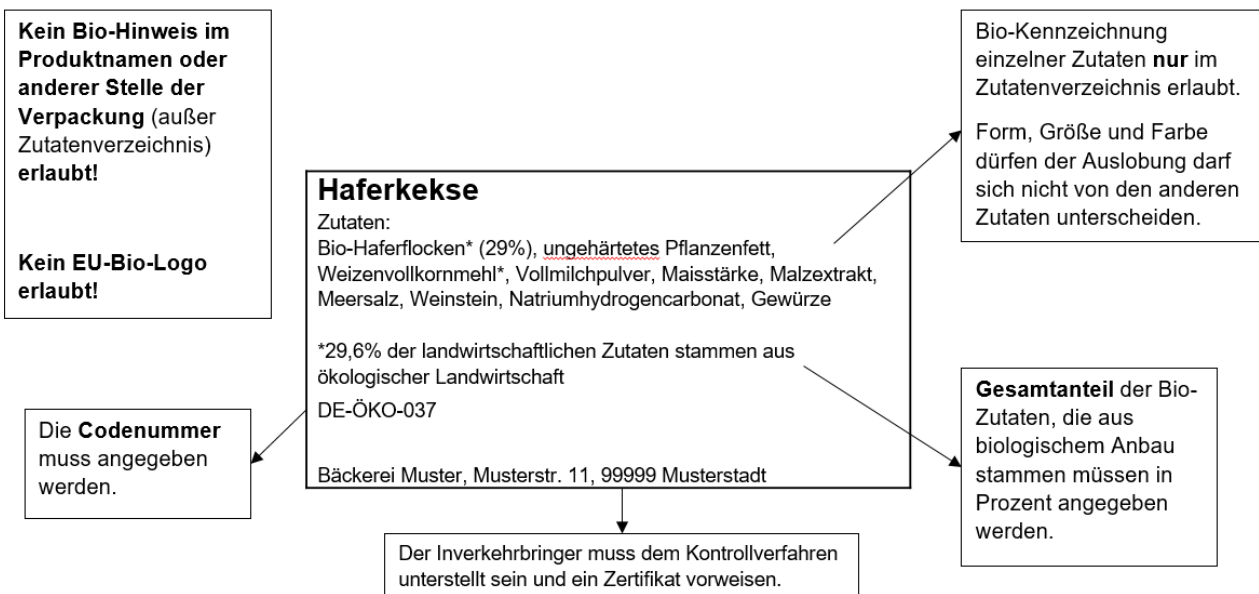 Kein Bio-Hinweis im
Produktnamen oder
anderer Stelle der
Verpackung (außer
Zutatenverzeichnis)
erlaubt!
Kein EU-Bio-Logo
erlaubt!
Bio-Kennzeichnung
einzelner Zutaten nur im
Zutatenverzeichnis erlaubt.
Form, Größe und Farbe
dürfen der Auslobung darf
sich nicht von den anderen
Zutaten unterscheiden.
Haferkekse
Zutaten:
Bio-Haferflocken* (29%), ungehärtetes Pflanzenfett,
Weizenvollkornmehl*, Vollmilchpulver, Maisstärke, Malzextrakt,
Meersalz, Weinstein, Natriumhydrogencarbonat, Gewürze
*29,6% der landwirtschaftlichen Zutaten stammen aus
ökologischer Landwirtschaft
DE-ÖKO-037
Bäckerei Muster, Musterstr. 11, 99999 Musterstadt
Die Codenummer
muss angegeben
werden.
Gesamtanteil der Bio-
Zutaten, die aus
biologischem Anbau
stammen müssen in
Prozent angegeben
werden.
Der Inverkehrbringer muss dem Kontrollverfahren
unterstellt sein und ein Zertifikat vorweisen.